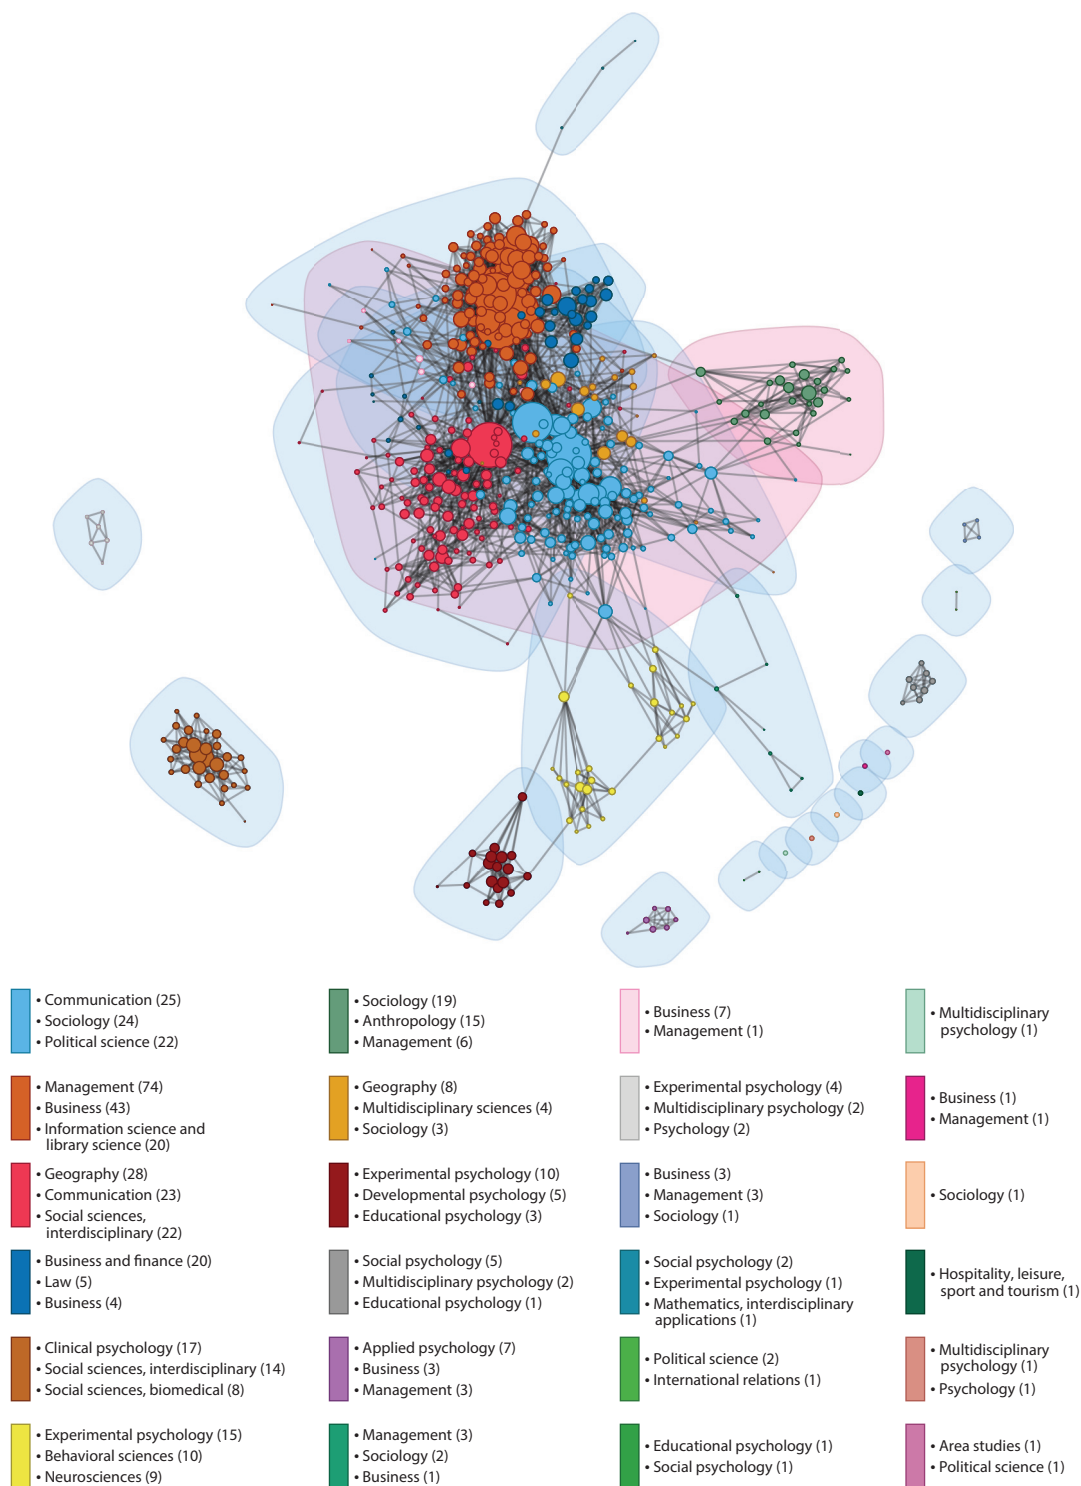 • Communication (25)
• Sociology (24)
• Political science (22)
• Management (74)
• Business (43)
• Information science and
library science (20)
• Geography (28)
• Communication (23)
• Social sciences,
interdisciplinary (22)
• Business and finance (20)
• Law (5)
• Business (4)
• Clinical psychology (17)
• Social sciences, interdisciplinary (14)
• Social sciences, biomedical (8)
• Experimental psychology (15)
• Behavioral sciences (10)
• Neurosciences (9)
• Sociology (19)
• Anthropology (15)
• Management (6)
• Geography (8)
• Multidisciplinary sciences (4)
• Sociology (3)
• Experimental psychology (10)
• Developmental psychology (5)
• Educational psychology (3)
• Social psychology (5)
• Multidisciplinary psychology (2)
• Educational psychology (1)
• Applied psychology (7)
• Business (3)
• Management (3)
• Management (3)
• Sociology (2)
• Business (1)
• Business (7)
• Management (1)
• Experimental psychology (4)
• Multidisciplinary psychology (2)
• Psychology (2)
• Business (3)
• Management (3)
• Sociology (1)
• Social psychology (2)
• Experimental psychology (1)
• Mathematics, interdisciplinary
applications (1)
• Political science (2)
• International relations (1)
• Educational psychology (1)
• Social psychology (1)
• Multidisciplinary
psychology (1)
• Business (1)
• Management (1)
• Sociology (1)
• Hospitality, leisure,
sport and tourism (1)
• Multidisciplinary
psychology (1)
• Psychology (1)
• Area studies (1)
• Political science (1)